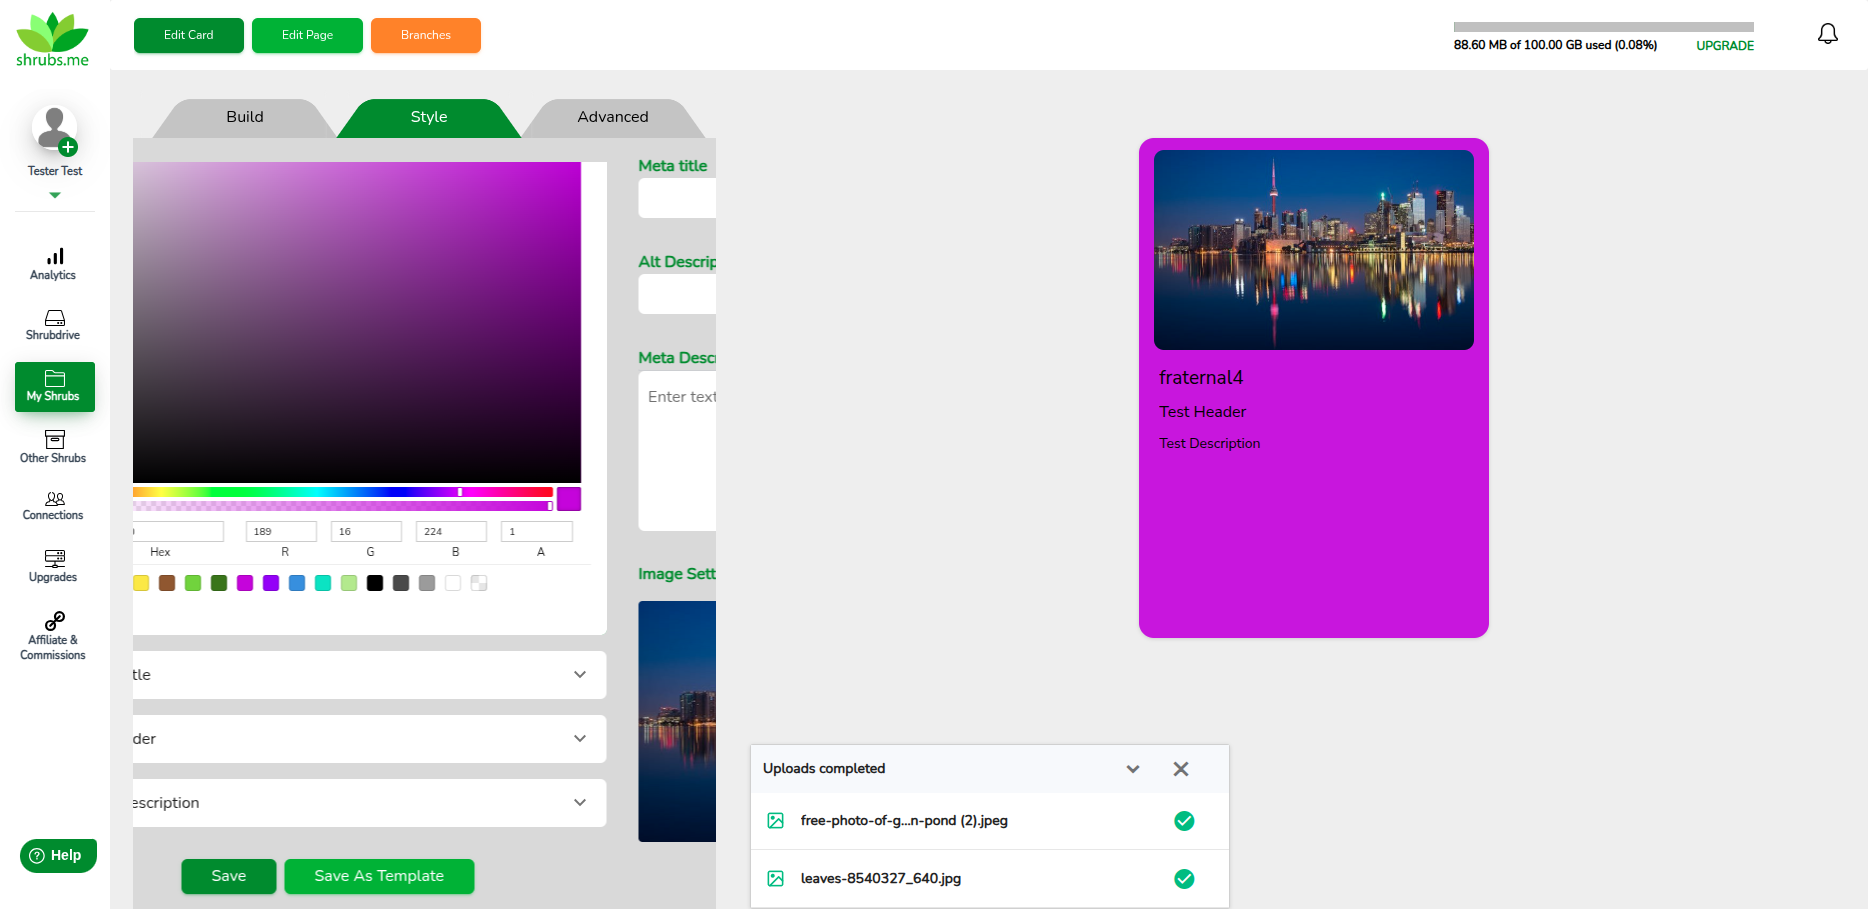 shrubs.me
Edit Card
Edit Page
Branches
88.60 MB of 100.00 GB used (0.08%)
UPGRADE
Tester Test
Analytics
Shrubdrive
My Shrubs
Other Shrubs
Connections
Upgrades
Affiliate &
Commissions
Help
Build
Style
Advanced
189
16
224
1
Hex
R
G
B
A
tle
der
escription
Save
Save As Template
Meta title
Alt Descrip
Meta Desc
Enter text
Image Sett
fraternal4
Test Header
Test Description
Uploads completed
free-photo-of-g...n-pond (2).jpeg
leaves-8540327_640.jpg